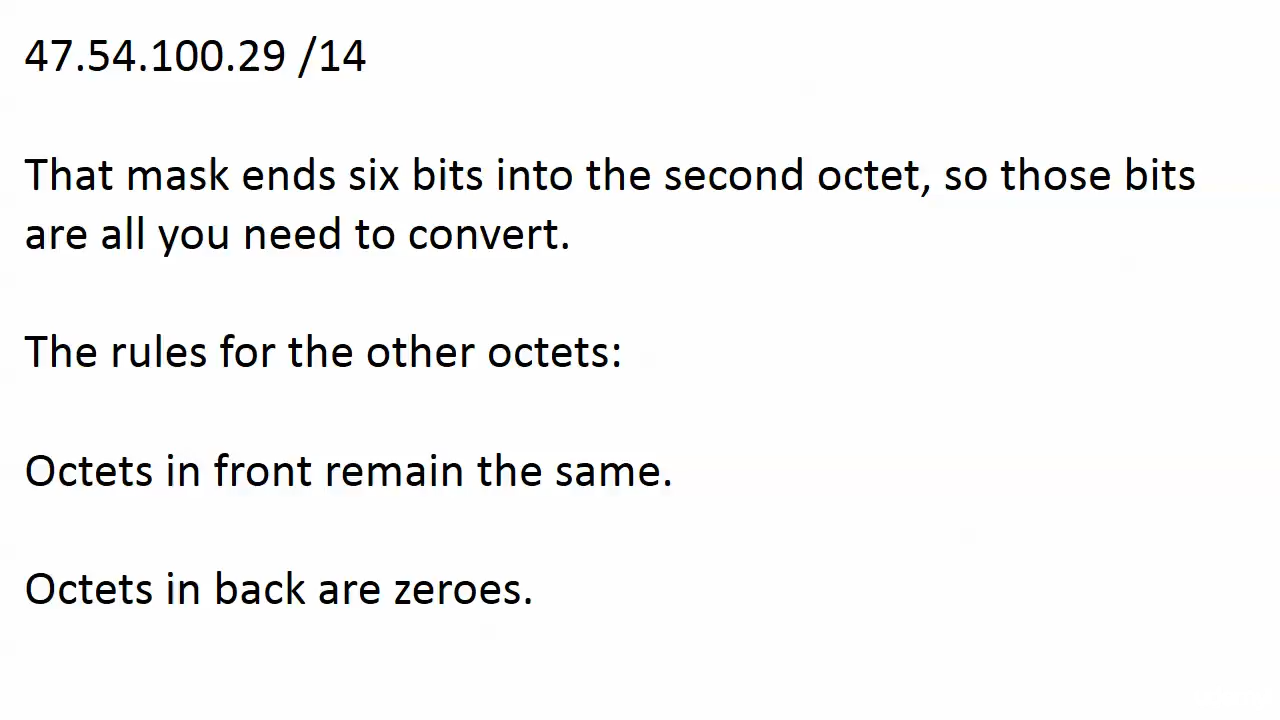 47.54.100.29 /14
That mask ends six bits into the second octet, so those bits
are all you need to convert.
The rules for the other octets:
Octets in front remain the same.
Octets in back are zeroes.